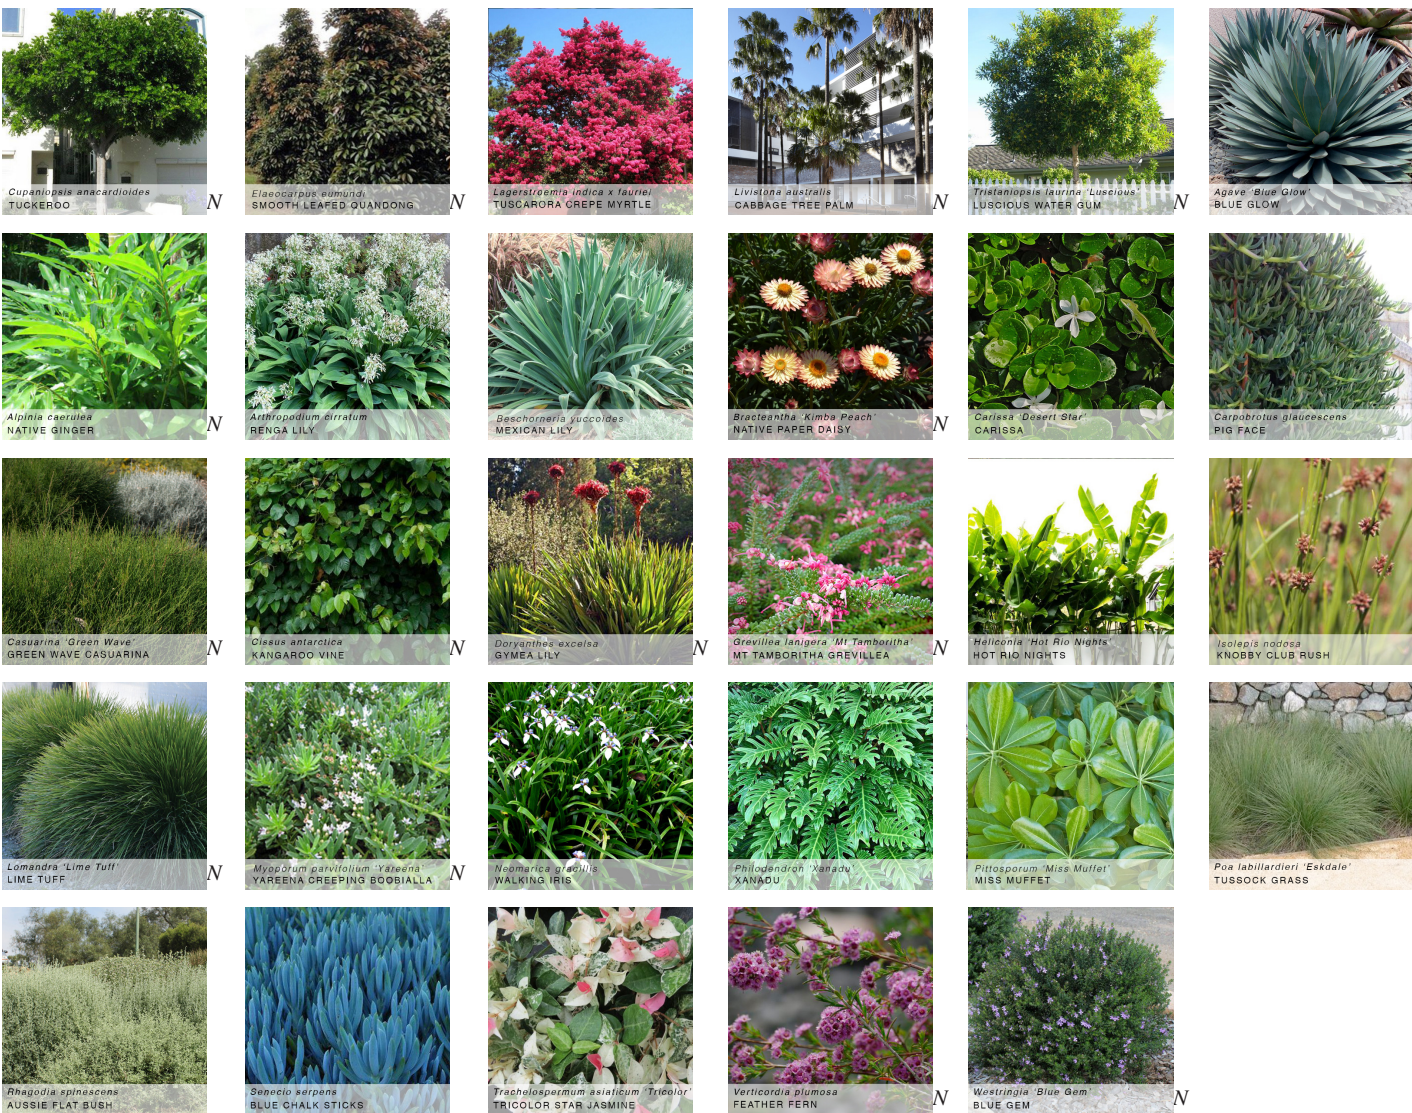 Cupaniopsis anacardioides
TUCKEROO
N
Elaeocarpus eumundi
SMOOTH LEAFED QUANDONG
N
Lagerstroemia indica x fauriei
TUSCARORA CREPE MYRTLE
Livistona australis
CABBAGE TREE PALM
N
Tristaniopsis laurina 'Luscious'
LUSCIOUS WATER GUM
N
Agave 'Blue Glow'
BLUE GLOW
Alpinia caerulea
NATIVE GINGER
N
Arthropodium cirratum
RENGA LILY
Beschorneria yuccoides
MEXICAN LILY
Bracteantha 'Kimba Peach'
NATIVE PAPER DAISY
N
Carissa 'Desert Star'
CARISSA
Carpobrotus glaucescens
PIG FACE
Casuarina 'Green Wave'
GREEN WAVE CASUARINA
N
Cissus antarctica
KANGAROO VINE
N
Doryanthes excelsa
GYMEA LILY
N
Grevillea lanigera 'Mt Tamboritha'
MT TAMBORITHA GREVILLEA
N
Heliconia 'Hot Rio Nights'
HOT RIO NIGHTS
Isolepis nodosa
KNOBBY CLUB RUSH
Lomandra 'Lime Tuff'
LIME TUFF
N
Myoporum parvifolium 'Yareena'
YAREENA CREEPING BOOBIALLA
N
Neomarica gracillis
WALKING IRIS
Philodendron 'Xanadu'
XANADU
Pittosporum 'Miss Muffet'
MISS MUFFET
Poa labillardieri 'Eskdale'
TUSSOCK GRASS
Rhagodia spinescens
AUSSIE FLAT BUSH
Senecio serpens
BLUE CHALK STICKS
Trachelospermum asiaticum 'Tricolor'
TRICOLOR STAR JASMINE
Verticordia plumosa
FEATHER FERN
N
Westringia 'Blue Gem'
BLUE GEM
N